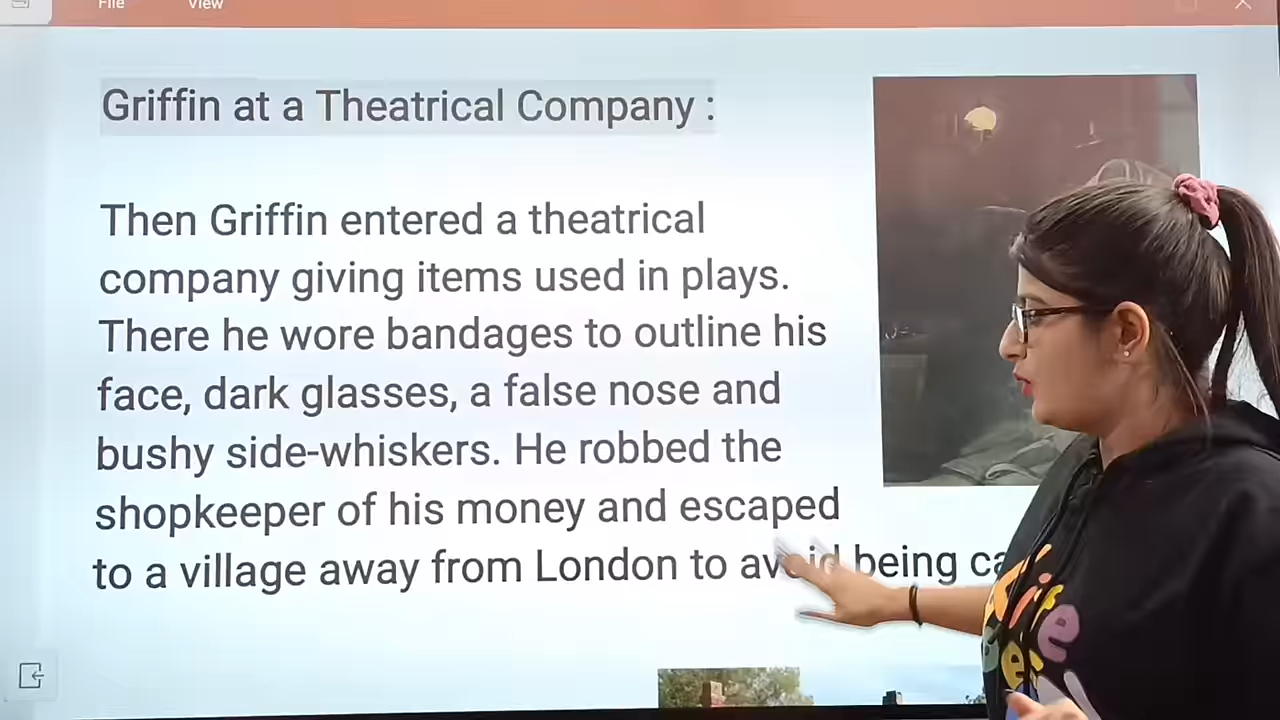 File View
Griffin at a Theatrical Company :
Then Griffin entered a theatrical
company giving items used in plays.
There he wore bandages to outline his
face, dark glasses, a false nose and
bushy side-whiskers. He robbed the
shopkeeper of his money and escaped
to a village away from London to avoid being